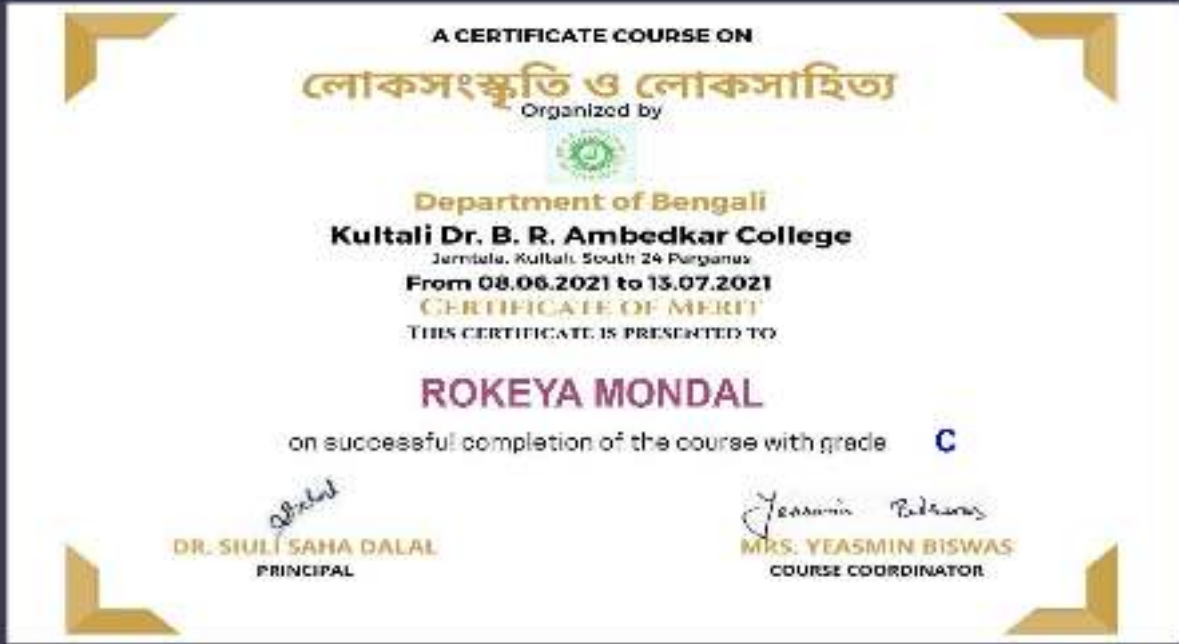 A CERTIFICATE COURSE ON
লোকসংস্কৃতি ও লোকসাহিত্য
Organized by
Department of Bengali
Kultali Dr. B. R. Ambedkar College
Jamtala, Kultali, South 24 Parganas
From 08.06.2021 to 13.07.2021
CERTIFICATE OF MERIT
THIS CERTIFICATE IS PRESENTED TO
ROKEYA MONDAL
on successful completion of the course with grade C
Yeasmin Biswas
DR. SIULI SAHA DALAL
MRS. YEASMIN BISWAS
PRINCIPAL
COURSE COORDINATOR